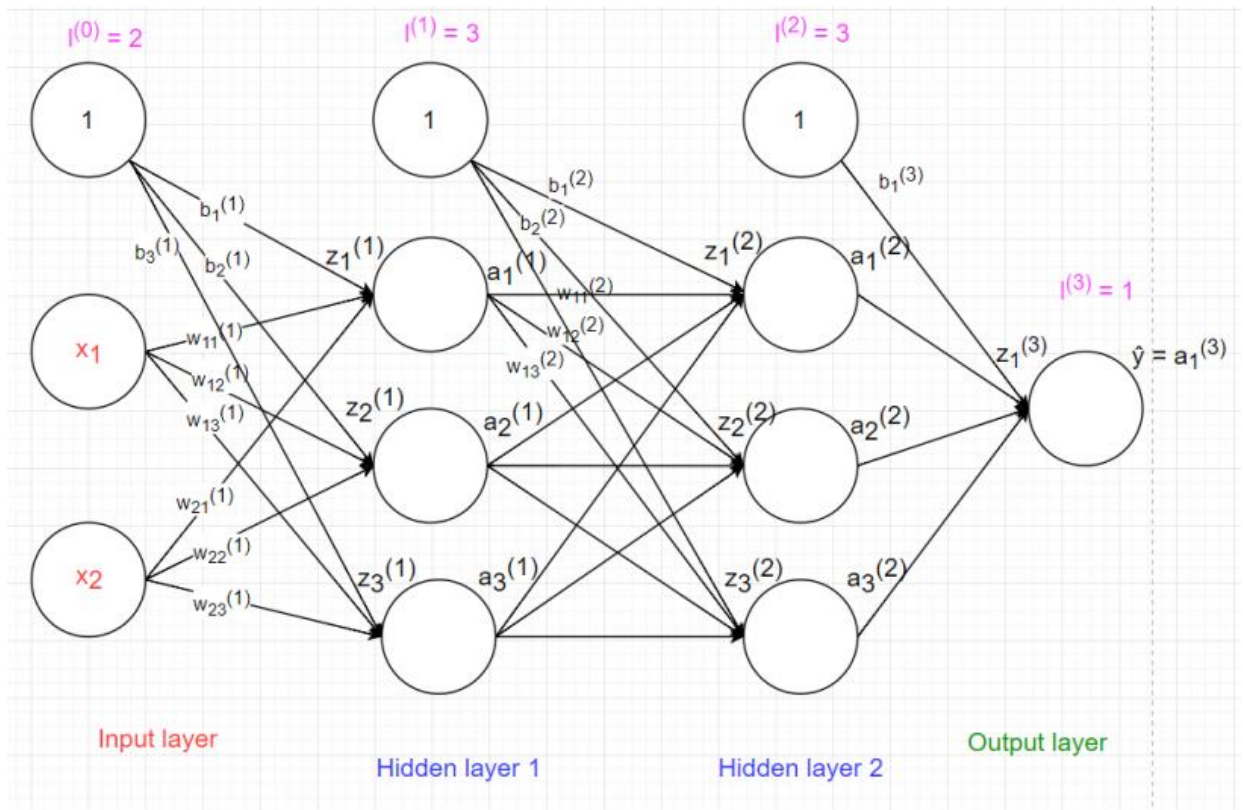 l(0) = 2
l(1) = 3
l(2) = 3
1
1
1
b1(1)
b2(1)
b3(1)
b1(2)
b2(2)
b1(3)
z1(1)
a1(1)
z1(2)
a1(2)
l(3) = 1
x1
w11(1)
w12(1)
w13(1)
w11(2)
w12(2)
w13(2)
z1(3)
ŷ = a1(3)
z2(1)
a2(1)
z2(2)
a2(2)
x2
w21(1)
w22(1)
w23(1)
z3(1)
a3(1)
z3(2)
a3(2)
Input layer
Hidden layer 1
Hidden layer 2
Output layer